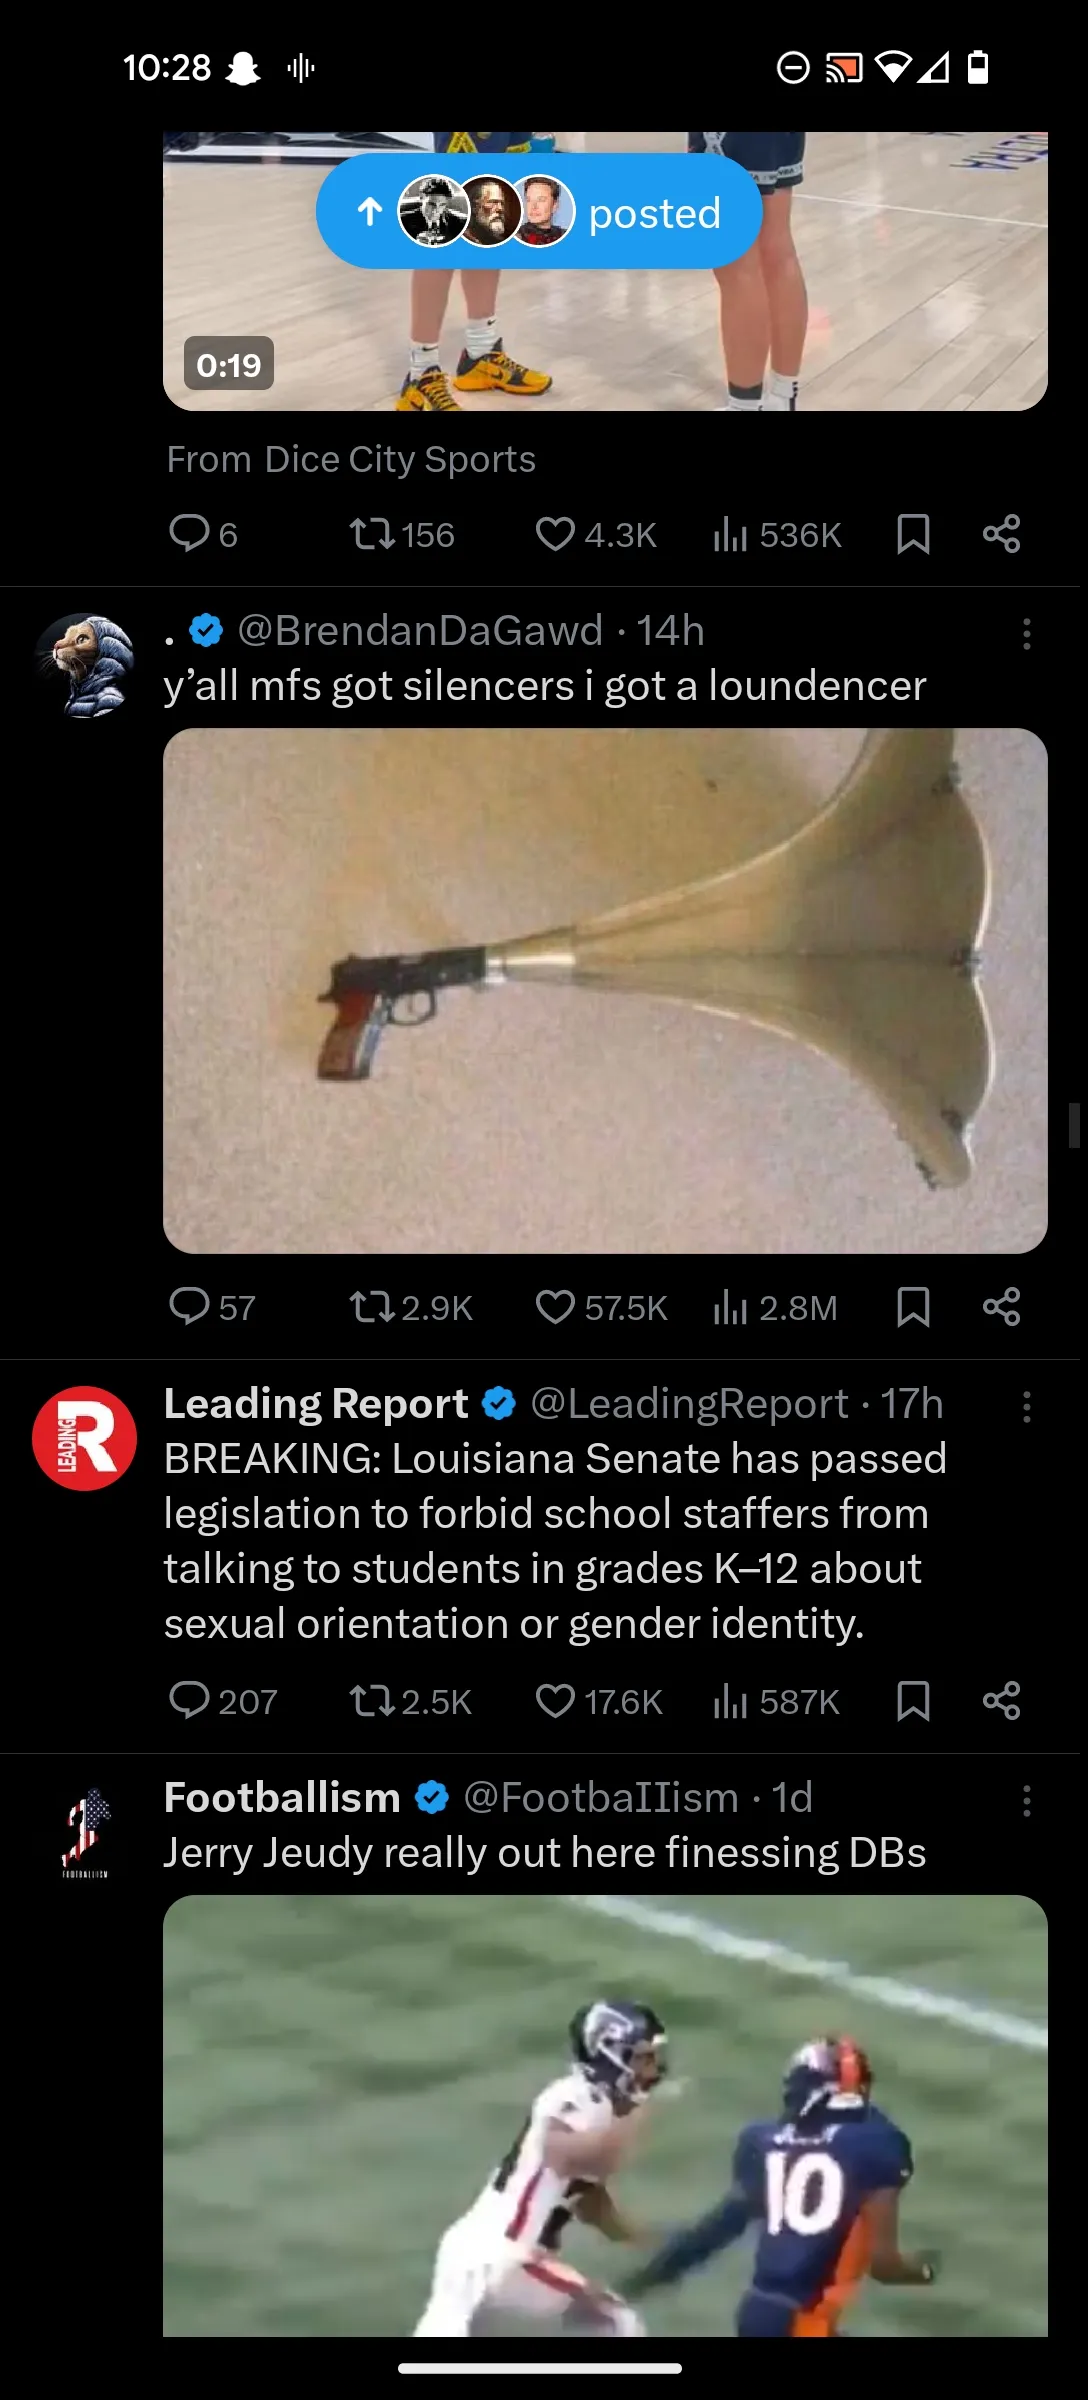 10:28
posted
0:19
From Dice City Sports
6 156 4.3K 536K
. @BrendanDaGawd · 14h
y’all mfs got silencers i got a loundencer
57 2.9K 57.5K 2.8M
LEADING R
Leading Report @LeadingReport · 17h
BREAKING: Louisiana Senate has passed
legislation to forbid school staffers from
talking to students in grades K–12 about
sexual orientation or gender identity.
207 2.5K 17.6K 587K
Footballism @FootbaIIism · 1d
FOOTBALLISM
Jerry Jeudy really out here finessing DBs
10